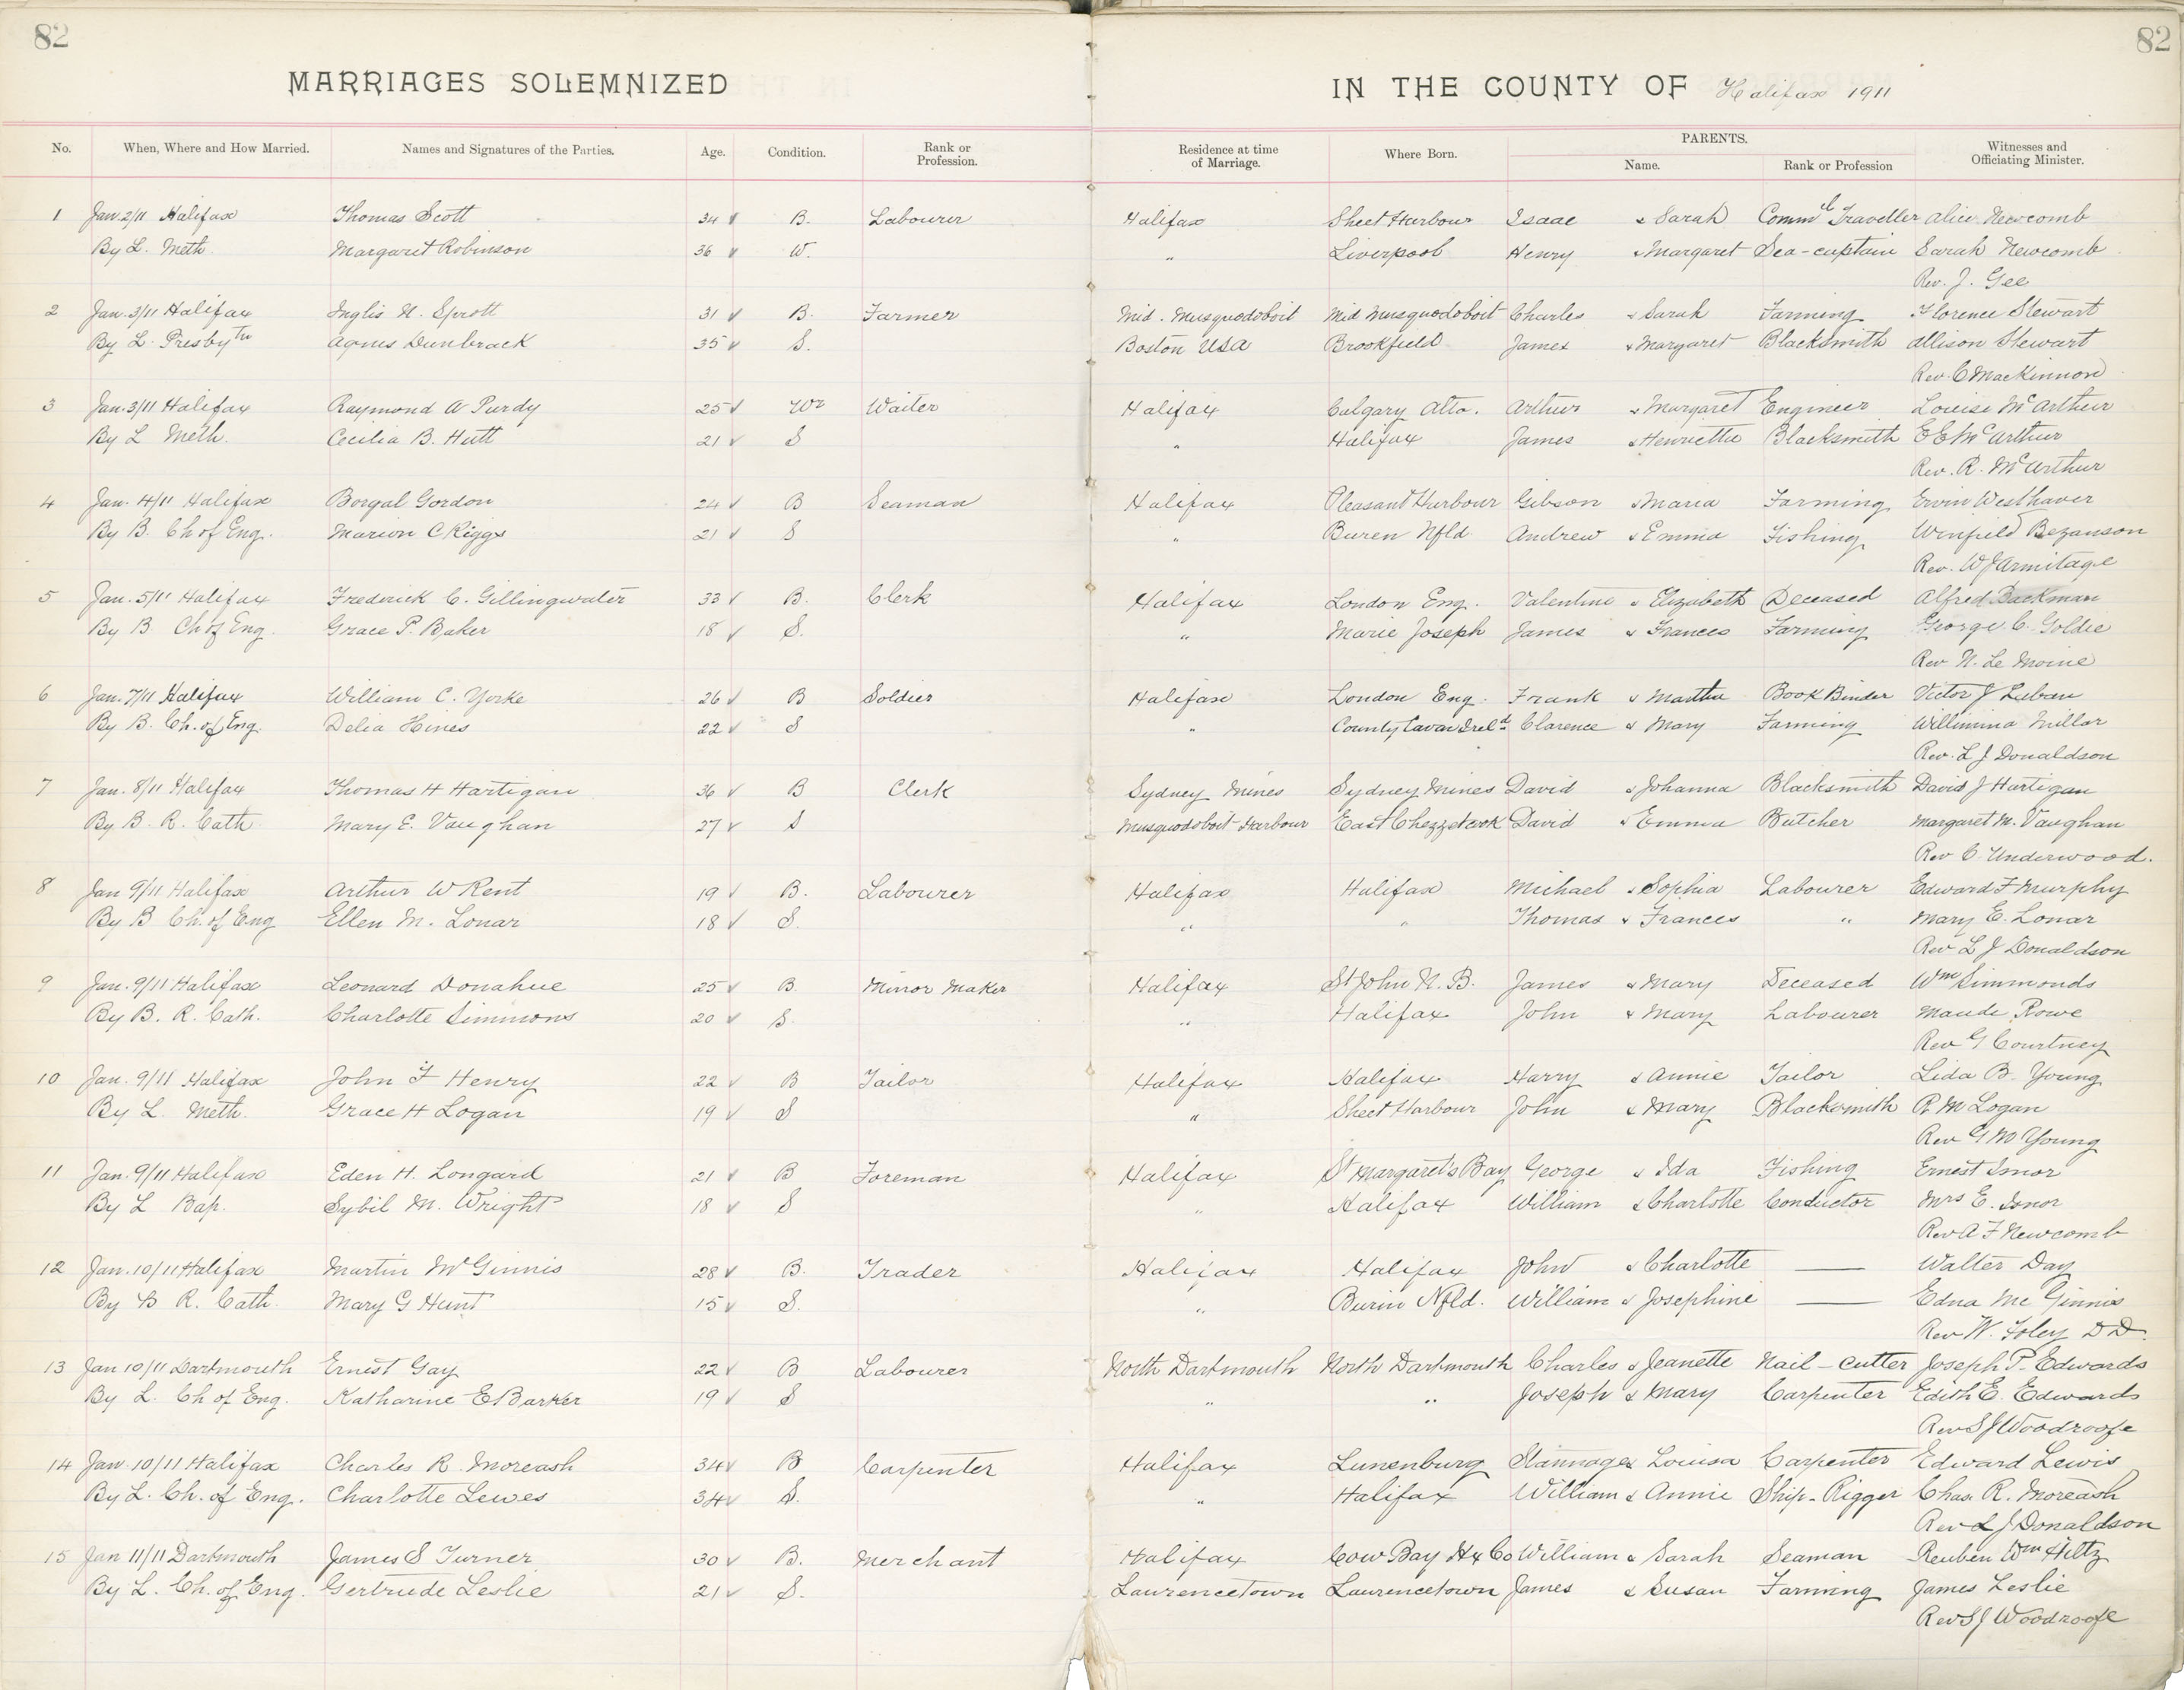 82 82
MARRIAGES SOLEMNIZED IN THE COUNTY OF Halifax 1911
No. When, Where and How Married. Names and Signatures of the Parties. Age. Condition. Rank or Profession. Residence at time of Marriage. Where Born. PARENTS. Name. Rank or Profession Witnesses and Officiating Minister.
1 Jan 2/11 Halifax Thomas Scott 34 B. Labourer Halifax Sheet Harbour Isaac & Sarah Comm'l Traveller Alice Newcomb
By L. Meth. Margaret Robinson 36 W. " Liverpool Henry & Margaret Sea-captain Sarah Newcomb
Rev. J. Gee
2 Jan. 3/11 Halifax Inglis N. Sprott 31 B. Farmer Mid. Musquodoboit Mid Musquodoboit Charles & Sarah Farming Florence Stewart
By L. Presbytn Agnes Dunbrack 35 S. Boston USA Brookfield James & Margaret Blacksmith Allison Stewart
Rev. C MacKinnon
3 Jan. 3/11 Halifax Raymond A Purdy 25 Wr Waiter Halifax Calgary Alta. Arthur & Margaret Engineer Louise McArthur
By L Meth. Cecilia B. Hutt 21 S " Halifax James & Henrietta Blacksmith E E McArthur
Rev. R. McArthur
4 Jan. 4/11 Halifax Borgal Gordon 24 B Seaman Halifax Pleasant Harbour Gibson & Maria Farming Ervin Westhaver
By B. Ch of Eng. Marion C Riggs 21 S " Buren Nfld Andrew & Emma Fishing Winfield Bezanson
Rev. W J Armitage
5 Jan. 5/11 Halifax Frederick C. Gillingwater 33 B. Clerk Halifax London Eng. Valentine & Elizabeth Deceased Alfred Backman
By B Ch of Eng. Grace P. Baker 18 S. " Marie Joseph James & Frances Farming George C. Goldie
Rev N. Le Moine
6 Jan. 7/11 Halifax William C. Yorke 26 B Soldier Halifax London Eng. Frank & Martha Book Binder Victor J Luban
By B. Ch. of Eng. Delia Hines 22 S " County Cavan Ireld Clarence & Mary Farming Willimina Millar
Rev. L J Donaldson
7 Jan. 8/11 Halifax Thomas H Hartigan 36 B Clerk Sydney Mines Sydney Mines David & Johanna Blacksmith David J Hartigan
By B. R. Cath Mary E. Vaughan 27 S Musquodoboit Harbour East Chezzetcook David & Emma Butcher Margaret M. Vaughan
Rev C. Underwood.
8 Jan 9/11 Halifax Arthur W Kent 19 B. Labourer Halifax Halifax Michael & Sophia Labourer Edward F Murphy
By B Ch. of Eng Ellen M. Lonar 18 S. " " Thomas & Frances " Mary E. Lonar
Rev L J Donaldson
9 Jan. 9/11 Halifax Leonard Donahue 25 B. Mirror Maker Halifax St John N. B. James & Mary Deceased Wm Simmonds
By B. R. Cath. Charlotte Simmons 20 S. " Halifax John & Mary Labourer Maude Rowe
Rev G Courtney
10 Jan. 9/11 Halifax John F Henry 22 B Tailor Halifax Halifax Harry & Annie Tailor Lida B. Young
By L Meth. Grace H Logan 19 S " Sheet Harbour John & Mary Blacksmith R M Logan
Rev G M Young
11 Jan. 9/11 Halifax Eden H. Longard 21 B Foreman Halifax St Margaret's Bay George & Ida Fishing Ernest Isnor
By L Bap. Sybil M. Wright 18 S " Halifax William & Charlotte Conductor Mrs E. Isnor
Rev A F Newcomb
12 Jan. 10/11 Halifax Martin McGinnis 28 B. Trader Halifax Halifax John & Charlotte — Walter Day
By B R. Cath. Mary G Hunt 15 S. " Burin Nfld. William & Josephine — Edna Mc Ginnis
Rev W. Foley D D.
13 Jan 10/11 Dartmouth Ernest Gay 22 B Labourer North Dartmouth North Dartmouth Charles & Jeanette Nail-cutter Joseph P. Edwards
By L. Ch of Eng. Katharine E Barker 19 S " " Joseph & Mary Carpenter Edith E. Edwards
Rev S J Woodroofe
14 Jan. 10/11 Halifax Charles R. Moreash 34 B Carpenter Halifax Lunenburg Stannage & Louisa Carpenter Edward Lewis
By L. Ch. of Eng. Charlotte Lewes 34 S. " Halifax William & Annie Ship-Rigger Chas. R. Moreash
Rev L J Donaldson
15 Jan 11/11 Dartmouth James S Turner 30 B. Merchant Halifax Cow Bay Hx Co William & Sarah Seaman Reuben Wm Hiltz
By L. Ch. of Eng. Gertrude Leslie 21 S. Laurencetown Laurencetown James & Susan Farming James Leslie
Rev S J Woodroofe